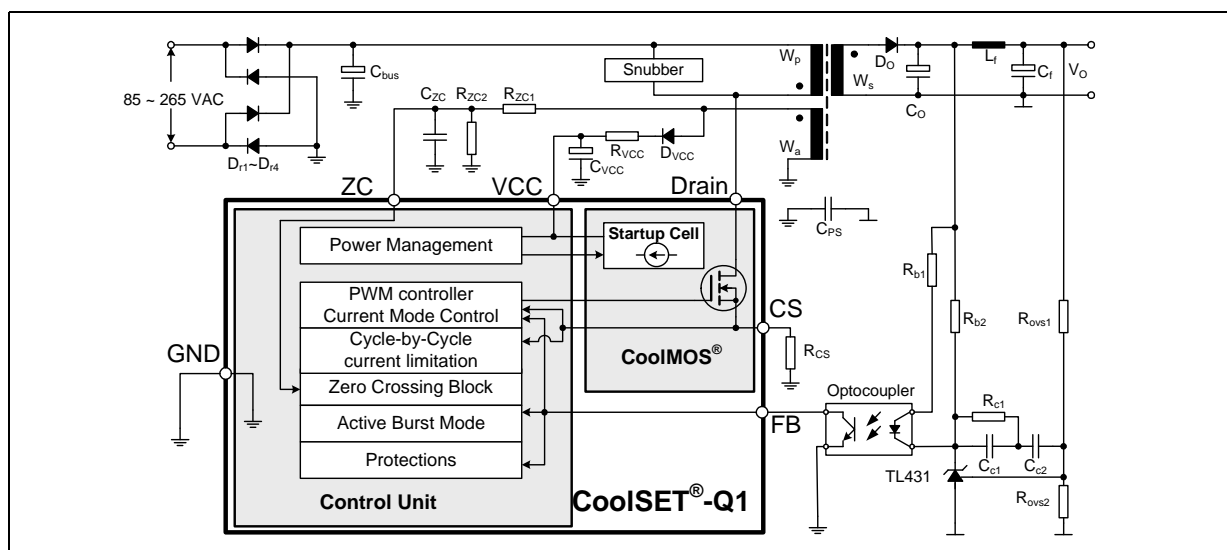 85 ~ 265 VAC
Dr1~Dr4
Cbus
Snubber
Wp
Ws
Wa
DO
CO
Lf
Cf
VO
CZC
RZC2
RZC1
RVCC
DVCC
CVCC
ZC
VCC
Drain
CPS
Power Management
Startup Cell
PWM controller
Current Mode Control
Cycle-by-Cycle
current limitation
Zero Crossing Block
Active Burst Mode
Protections
Control Unit
CoolMOS®
CoolSET®-Q1
GND
CS
RCS
FB
Optocoupler
Rb1
Rb2
Rovs1
Rc1
Cc1
Cc2
TL431
Rovs2